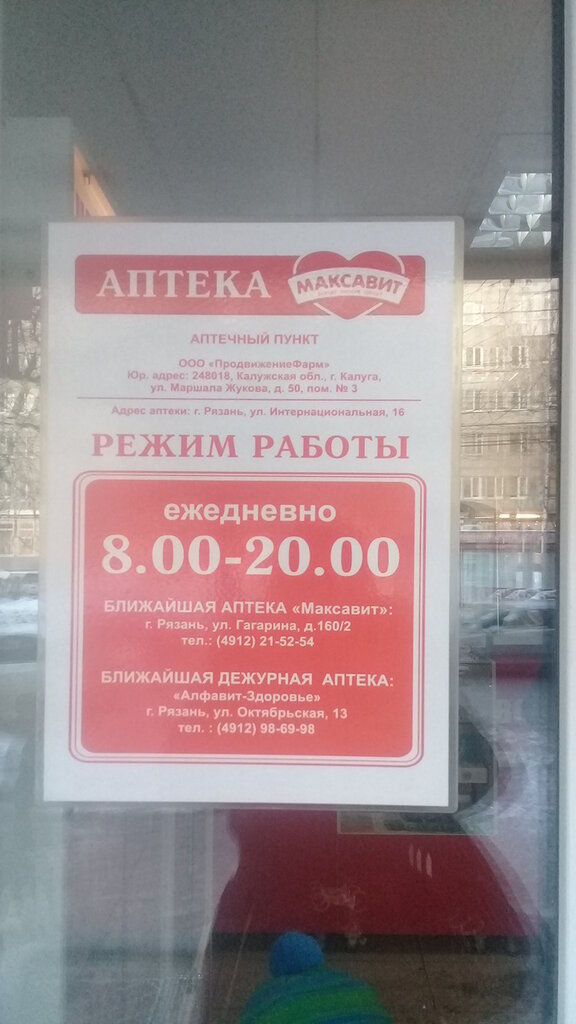 АПТЕКА
МАКСАВИТ
АПТЕЧНЫЙ ПУНКТ
ООО «ПродвижениеФарм»
Юр. адрес: 248018, Калужская обл., г. Калуга,
ул. Маршала Жукова, д. 50, пом. № 3
Адрес аптеки: г. Рязань, ул. Интернациональная, 16
РЕЖИМ РАБОТЫ
ежедневно
8.00-20.00
БЛИЖАЙШАЯ АПТЕКА «Максавит»:
г. Рязань, ул. Гагарина, д.160/2
тел.: (4912) 21-52-54
БЛИЖАЙШАЯ ДЕЖУРНАЯ АПТЕКА:
«Алфавит-Здоровье»
г. Рязань, ул. Октябрьская, 13
тел. : (4912) 98-69-98